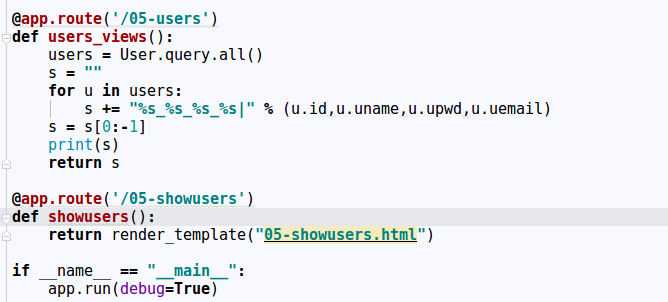 @app.route('/05-users')
def users_views():
    users = User.query.all()
    s = ""
    for u in users:
        s += "%s_%s_%s_%s|" % (u.id,u.uname,u.upwd,u.uemail)
    s = s[0:-1]
    print(s)
    return s

@app.route('/05-showusers')
def showusers():
    return render_template("05-showusers.html")

if __name__ == "__main__":
    app.run(debug=True)